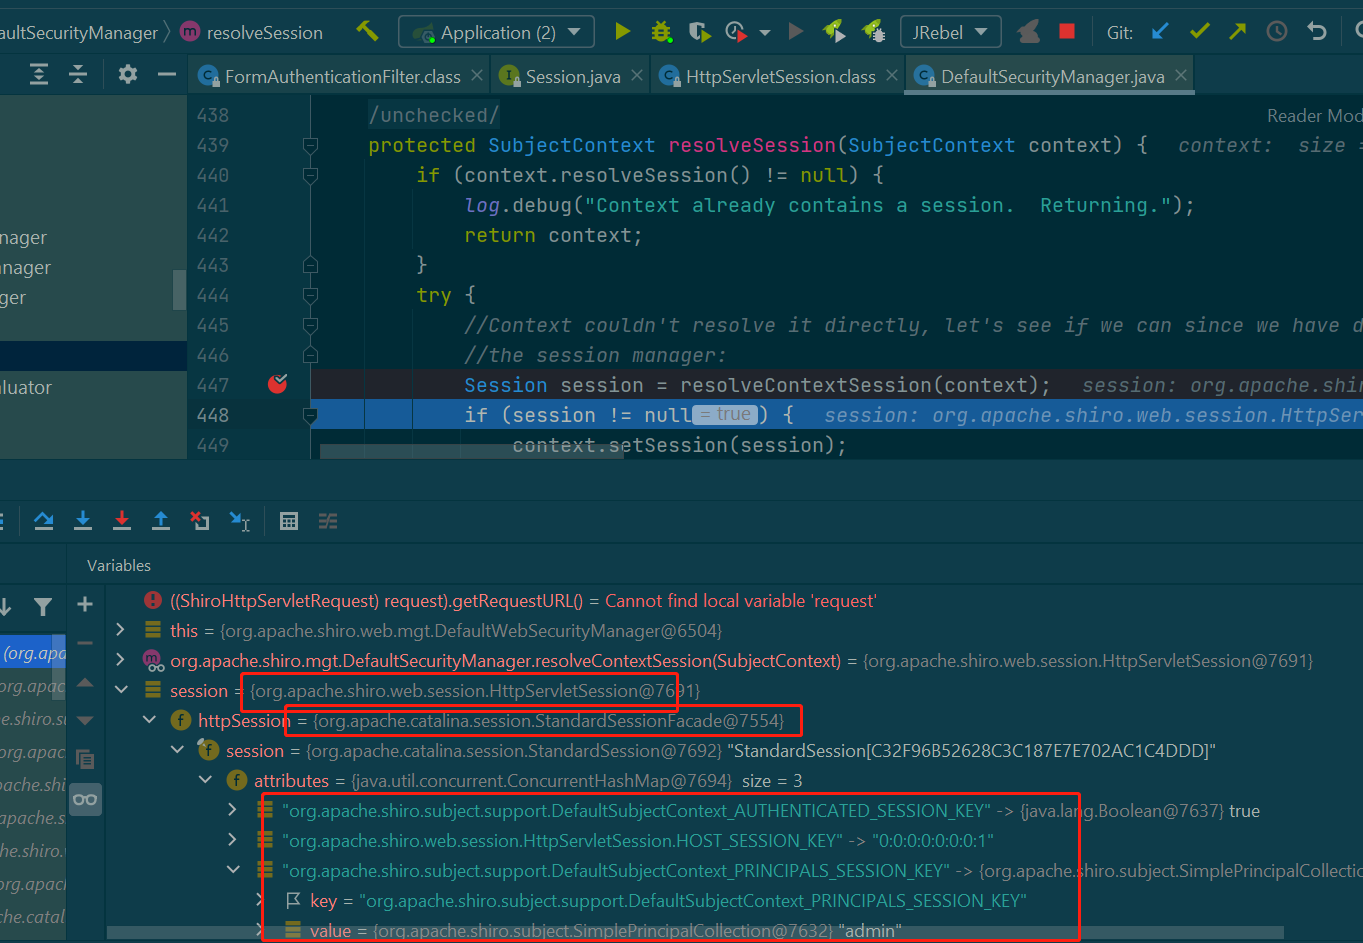 aultSecurityManager resolveSession Application (2) JRebel Git:
FormAuthenticationFilter.class Session.java HttpServletSession.class DefaultSecurityManager.java
438 /unchecked/ Reader Mod
439 protected SubjectContext resolveSession(SubjectContext context) { context: size =
440 if (context.resolveSession() != null) {
441 log.debug("Context already contains a session.  Returning.");
442 return context;
443 }
444 try {
445 //Context couldn't resolve it directly, let's see if we can since we have d
446 //the session manager:
447 Session session = resolveContextSession(context); session: org.apache.shir
448 if (session != null = true ) { session: org.apache.shiro.web.session.HttpSer
449 context.setSession(session);
nager
anager
ger
luator
Variables
((ShiroHttpServletRequest) request).getRequestURL() = Cannot find local variable 'request'
this = {org.apache.shiro.web.mgt.DefaultWebSecurityManager@6504}
org.apache.shiro.mgt.DefaultSecurityManager.resolveContextSession(SubjectContext) = {org.apache.shiro.web.session.HttpServletSession@7691}
session = {org.apache.shiro.web.session.HttpServletSession@7691}
httpSession = {org.apache.catalina.session.StandardSessionFacade@7554}
session = {org.apache.catalina.session.StandardSession@7692} "StandardSession[C32F96B52628C3C187E7E702AC1C4DDD]"
attributes = {java.util.concurrent.ConcurrentHashMap@7694} size = 3
"org.apache.shiro.subject.support.DefaultSubjectContext_AUTHENTICATED_SESSION_KEY" -> {java.lang.Boolean@7637} true
"org.apache.shiro.web.session.HttpServletSession.HOST_SESSION_KEY" -> "0:0:0:0:0:0:0:1"
"org.apache.shiro.subject.support.DefaultSubjectContext_PRINCIPALS_SESSION_KEY" -> {org.apache.shiro.subject.SimplePrincipalCollectio
key = "org.apache.shiro.subject.support.DefaultSubjectContext_PRINCIPALS_SESSION_KEY"
value = {org.apache.shiro.subject.SimplePrincipalCollection@7632} "admin"
(org.apa
org.apac
he.shiro.su
org.apac
pache.shi
apache.s
che.shiro.
org.apacl
che.catal